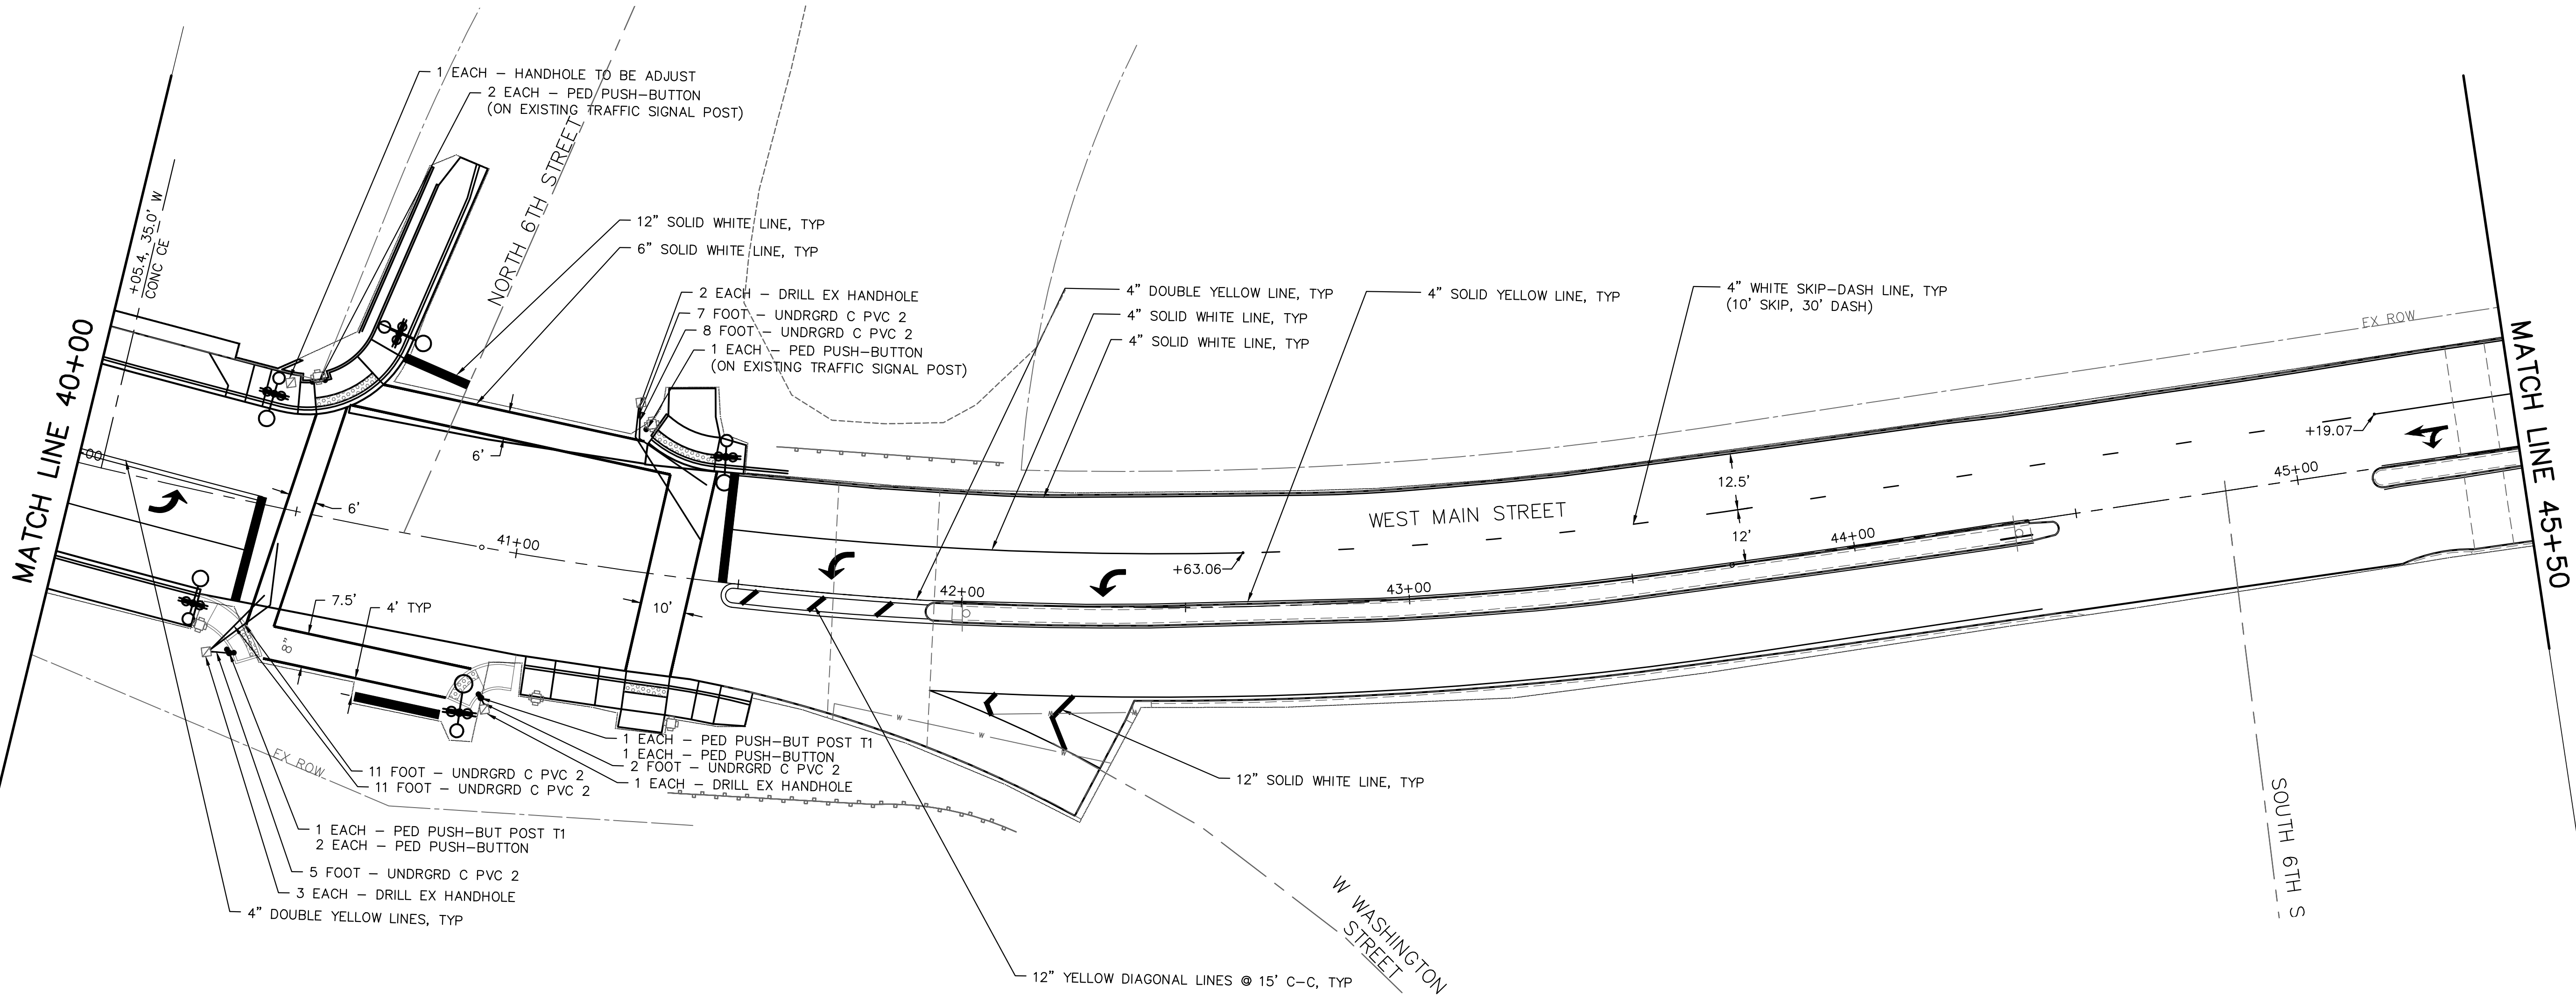 1 EACH – HANDHOLE TO BE ADJUST
2 EACH – PED PUSH–BUTTON
(ON EXISTING TRAFFIC SIGNAL POST)
+05.4, 35.0' W
CONC CE
NORTH 6TH STREET
12" SOLID WHITE LINE, TYP
6" SOLID WHITE LINE, TYP
2 EACH – DRILL EX HANDHOLE
7 FOOT – UNDRGRD C PVC 2
8 FOOT – UNDRGRD C PVC 2
1 EACH – PED PUSH–BUTTON
(ON EXISTING TRAFFIC SIGNAL POST)
4" DOUBLE YELLOW LINE, TYP
4" SOLID WHITE LINE, TYP
4" SOLID WHITE LINE, TYP
4" SOLID YELLOW LINE, TYP
4" WHITE SKIP–DASH LINE, TYP
(10' SKIP, 30' DASH)
EX ROW
MATCH LINE 40+00
MATCH LINE 45+50
+19.07
6'
00
6'
12.5'
12'
WEST MAIN STREET
41+00
+63.06
42+00
43+00
44+00
45+00
7.5'
4' TYP
10'
8
2
W
W
W
W
W
EX ROW
1 EACH – PED PUSH–BUT POST T1
1 EACH – PED PUSH–BUTTON
2 FOOT – UNDRGRD C PVC 2
1 EACH – DRILL EX HANDHOLE
11 FOOT – UNDRGRD C PVC 2
11 FOOT – UNDRGRD C PVC 2
12" SOLID WHITE LINE, TYP
1 EACH – PED PUSH–BUT POST T1
2 EACH – PED PUSH–BUTTON
5 FOOT – UNDRGRD C PVC 2
3 EACH – DRILL EX HANDHOLE
4" DOUBLE YELLOW LINES, TYP
W WASHINGTON
STREET
SOUTH 6TH S
12" YELLOW DIAGONAL LINES @ 15' C–C, TYP